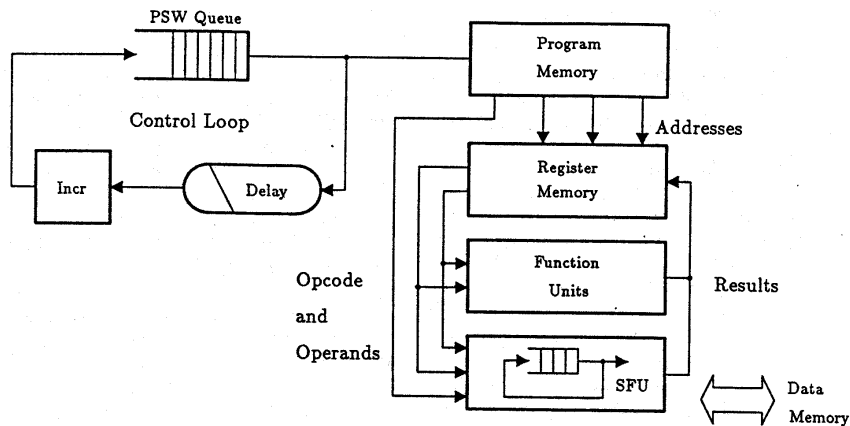 PSW Queue
Program
Memory
Control Loop
Addresses
Register
Memory
Incr
Delay
Function
Units
Opcode
and
Operands
Results
SFU
Data
Memory